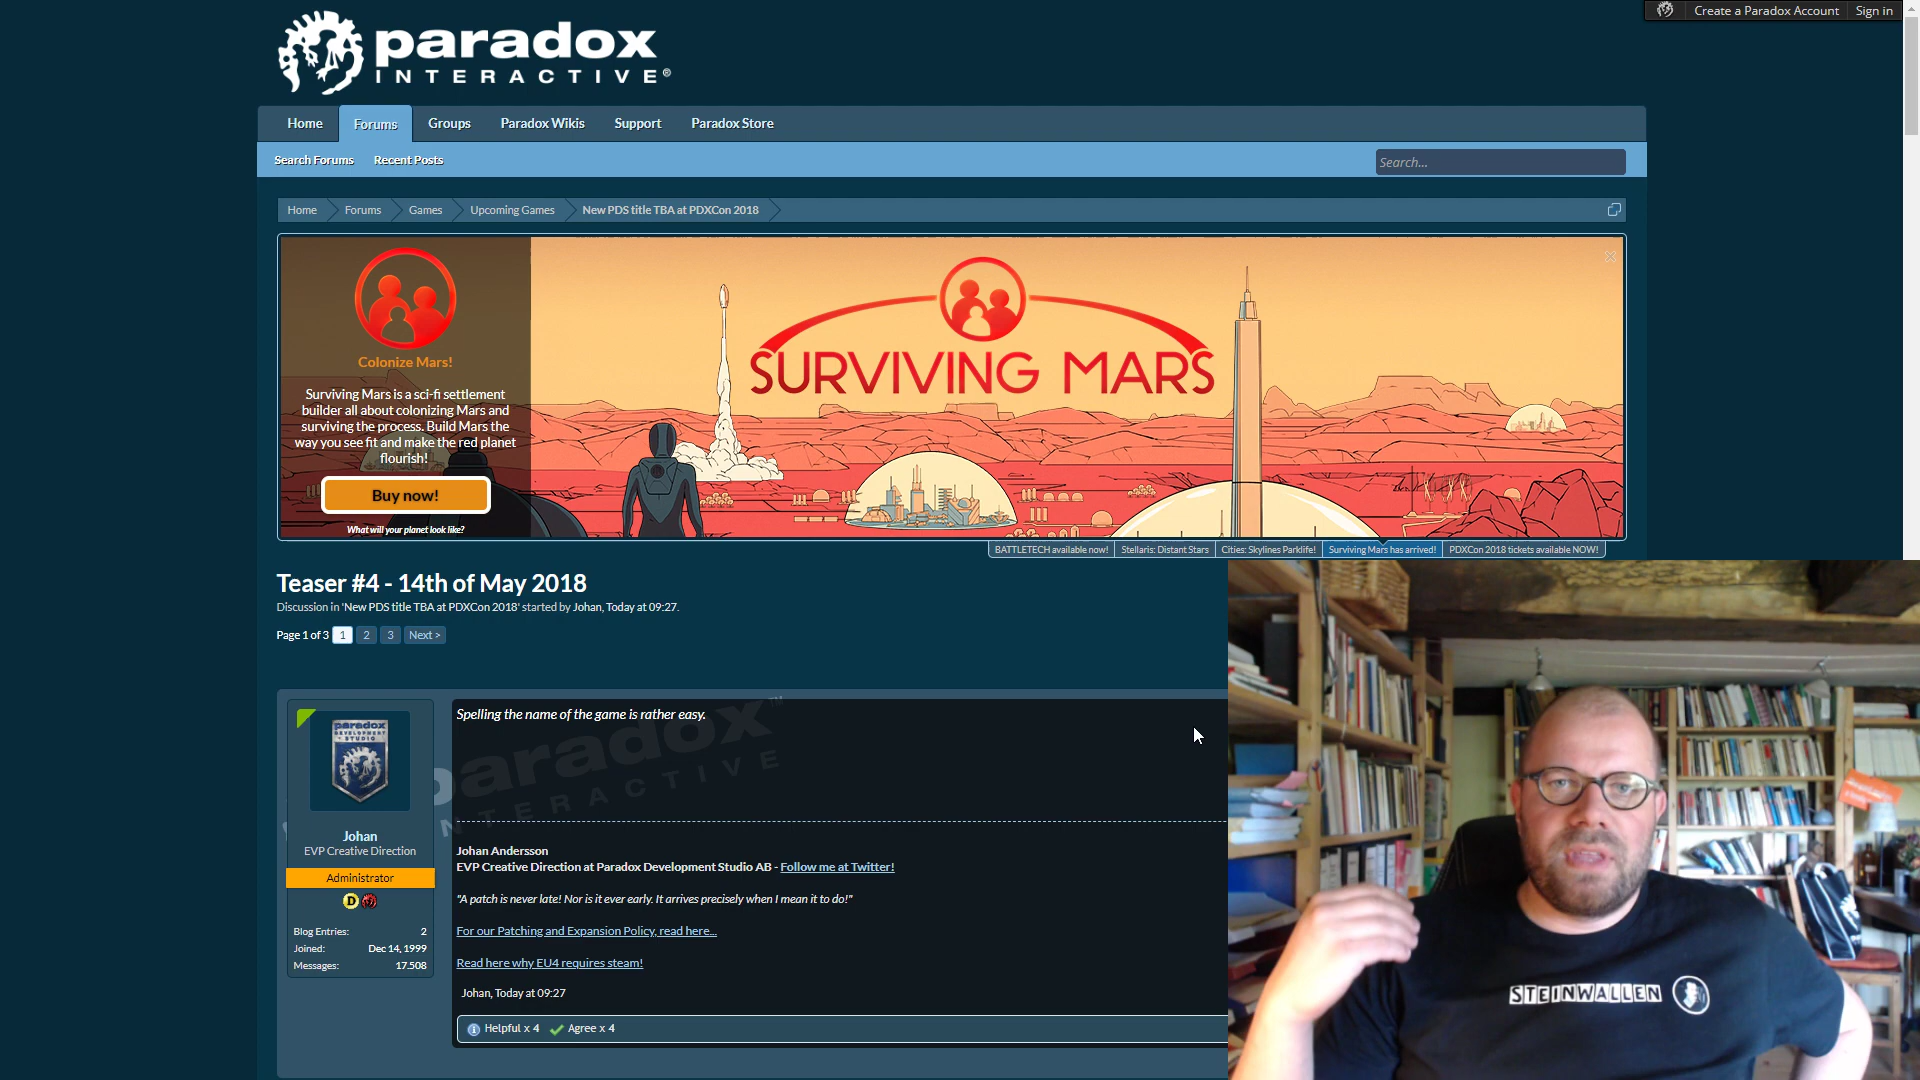 Create a Paradox Account
Sign in
paradox
INTERACTIVE®
Home
Forums
Groups
Paradox Wikis
Support
Paradox Store
Search Forums
Recent Posts
Search...
Home
Forums
Games
Upcoming Games
New PDS title TBA at PDXCon 2018
Colonize Mars!
Surviving Mars is a sci-fi settlement
builder all about colonizing Mars and
surviving the process. Build Mars the
way you see fit and make the red planet
flourish!
Buy now!
What will your planet look like?
SURVIVING MARS
BATTLETECH available now!
Stellaris: Distant Stars
Cities: Skylines Parklife!
Surviving Mars has arrived!
PDXCon 2018 tickets available NOW!
Teaser #4 - 14th of May 2018
Discussion in 'New PDS title TBA at PDXCon 2018' started by Johan, Today at 09:27.
Page 1 of 3
1
2
3
Next >
paradox
DEVELOPMENT
STUDIO
Johan
EVP Creative Direction
Administrator
D
Blog Entries: 2
Joined: Dec 14, 1999
Messages: 17.508
Spelling the name of the game is rather easy.
paradox™
INTERACTIVE
Johan Andersson
EVP Creative Direction at Paradox Development Studio AB - Follow me at Twitter!
"A patch is never late! Nor is it ever early. It arrives precisely when I mean it to do!"
For our Patching and Expansion Policy, read here...
Read here why EU4 requires steam!
Johan, Today at 09:27
Helpful x 4
Agree x 4
STEINWALLEN